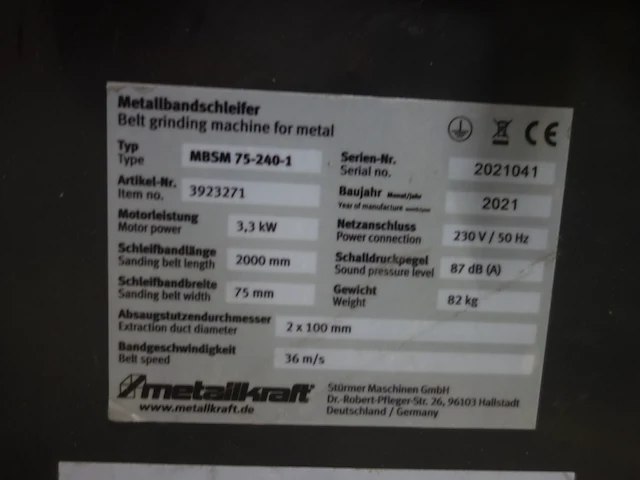 Metallbandschleifer
Belt grinding machine for metal
CE
Typ
Type
MBSM 75-240-1
Serien-Nr.
Serial no.
2021041
Artikel-Nr.
Item no.
3923271
Baujahr Monat/Jahr
Year of manufacture
2021
Motorleistung
Motor power
3,3 kW
Netzanschluss
Power connection
230 V / 50 Hz
Schleifbandlänge
Sanding belt length
2000 mm
Schalldruckpegel
Sound pressure level
87 dB (A)
Schleifbandbreite
Sanding belt width
75 mm
Gewicht
Weight
82 kg
Absaugstutzendurchmesser
Extraction duct diameter
2 x 100 mm
Bandgeschwindigkeit
Belt speed
36 m/s
metallkraft
www.metallkraft.de
Stürmer Maschinen GmbH
Dr.-Robert-Pfleger-Str. 26, 96103 Hallstadt
Deutschland / Germany